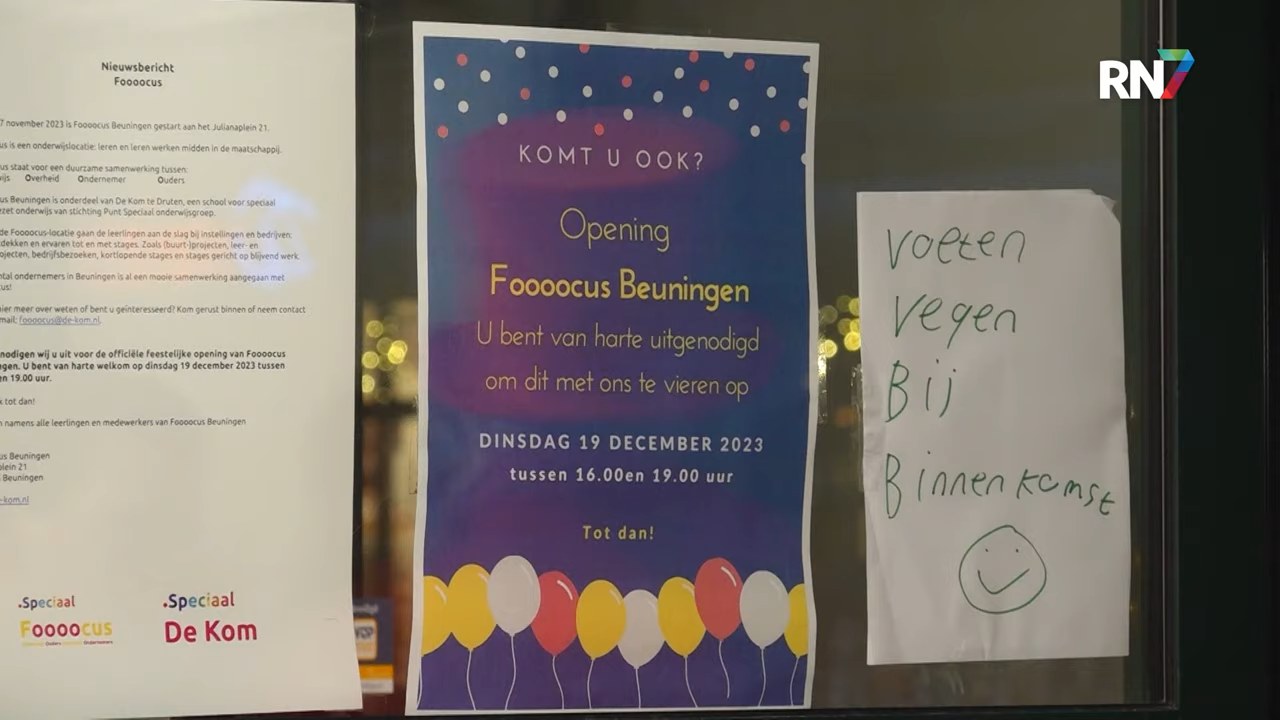 Nieuwsbericht
Foooocus
7 november 2023 is Foooocus Beuningen gestart aan het Julianaplein 21.
is een onderwijslocatie: leren en leren werken midden in de maatschappij.
staat voor een duurzame samenwerking tussen:
Overheid Ondernemer Ouders
Beuningen is onderdeel van De Kom te Druten, een school voor speciaal
onderwijs van stichting Punt Speciaal onderwijsgroep.
de Foooocus-locatie gaan de leerlingen aan de slag bij instellingen en bedrijven:
en ervaren tot en met stages. Zoals (buurt-)projecten, leer- en
bedrijfsbezoeken, kortlopende stages en stages gericht op blijvend werk.
ondernemers in Beuningen is al een mooie samenwerking aangegaan met
meer over weten of bent u geïnteresseerd? Kom gerust binnen of neem contact
foooocus@de-kom.nl.
wij u uit voor de officiële feestelijke opening van Foooocus
U bent van harte welkom op dinsdag 19 december 2023 tussen
en 19.00 uur.
tot dan!
namens alle leerlingen en medewerkers van Foooocus Beuningen
Beuningen
21
Beuningen
.Speciaal
Foooocus
.Speciaal
De Kom
KOMT U OOK?
Opening
Foooocus Beuningen
U bent van harte uitgenodigd
om dit met ons te vieren op
DINSDAG 19 DECEMBER 2023
tussen 16.00en 19.00 uur
Tot dan!
RN7
voeten
vegen
Bij
Binnenkomst